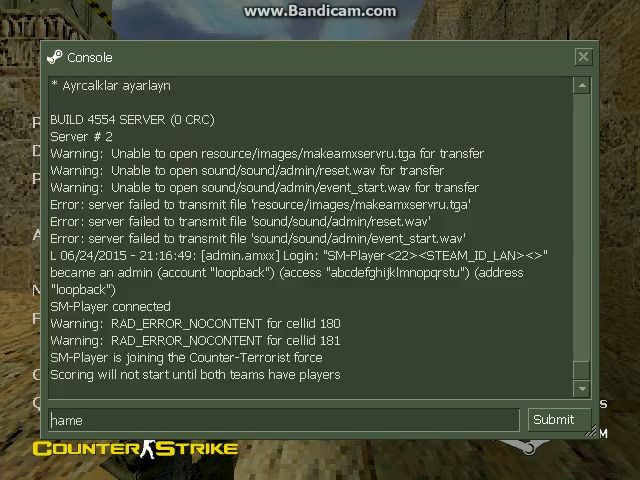 www.Bandicam.com
Console
* Ayrcalklar ayarlayn
BUILD 4554 SERVER (0 CRC)
Server # 2
Warning: Unable to open resource/images/makeamxservru.tga for transfer
Warning: Unable to open sound/sound/admin/reset.wav for transfer
Warning: Unable to open sound/sound/admin/event_start.wav for transfer
Error: server failed to transmit file 'resource/images/makeamxservru.tga'
Error: server failed to transmit file 'sound/sound/admin/reset.wav'
Error: server failed to transmit file 'sound/sound/admin/event_start.wav'
L 06/24/2015 - 21:16:49: [admin.amxx] Login: "SM-Player<22><STEAM_ID_LAN><>"
became an admin (account "loopback") (access "abcdefghijklmnopqrstu") (address
"loopback")
SM-Player connected
Warning: RAD_ERROR_NOCONTENT for cellid 180
Warning: RAD_ERROR_NOCONTENT for cellid 181
SM-Player is joining the Counter-Terrorist force
Scoring will not start until both teams have players
name
Submit
COUNTER STRIKE